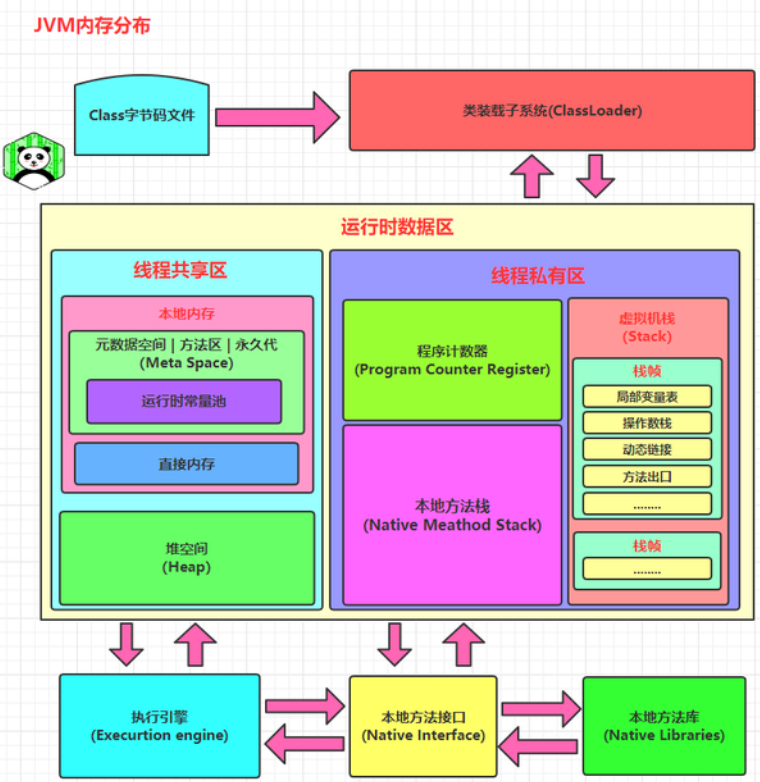 JVM内存分布
Class字节码文件
类装载子系统(ClassLoader)
运行时数据区
线程共享区
本地内存
元数据空间 | 方法区 | 永久代
(Meta Space)
运行时常量池
直接内存
堆空间
(Heap)
线程私有区
程序计数器
(Program Counter Register)
本地方法栈
(Native Meathod Stack)
虚拟机栈
(Stack)
栈帧
局部变量表
操作数栈
动态链接
方法出口
........
栈帧
........
执行引擎
(Execurtion engine)
本地方法接口
(Native Interface)
本地方法库
(Native Libraries)